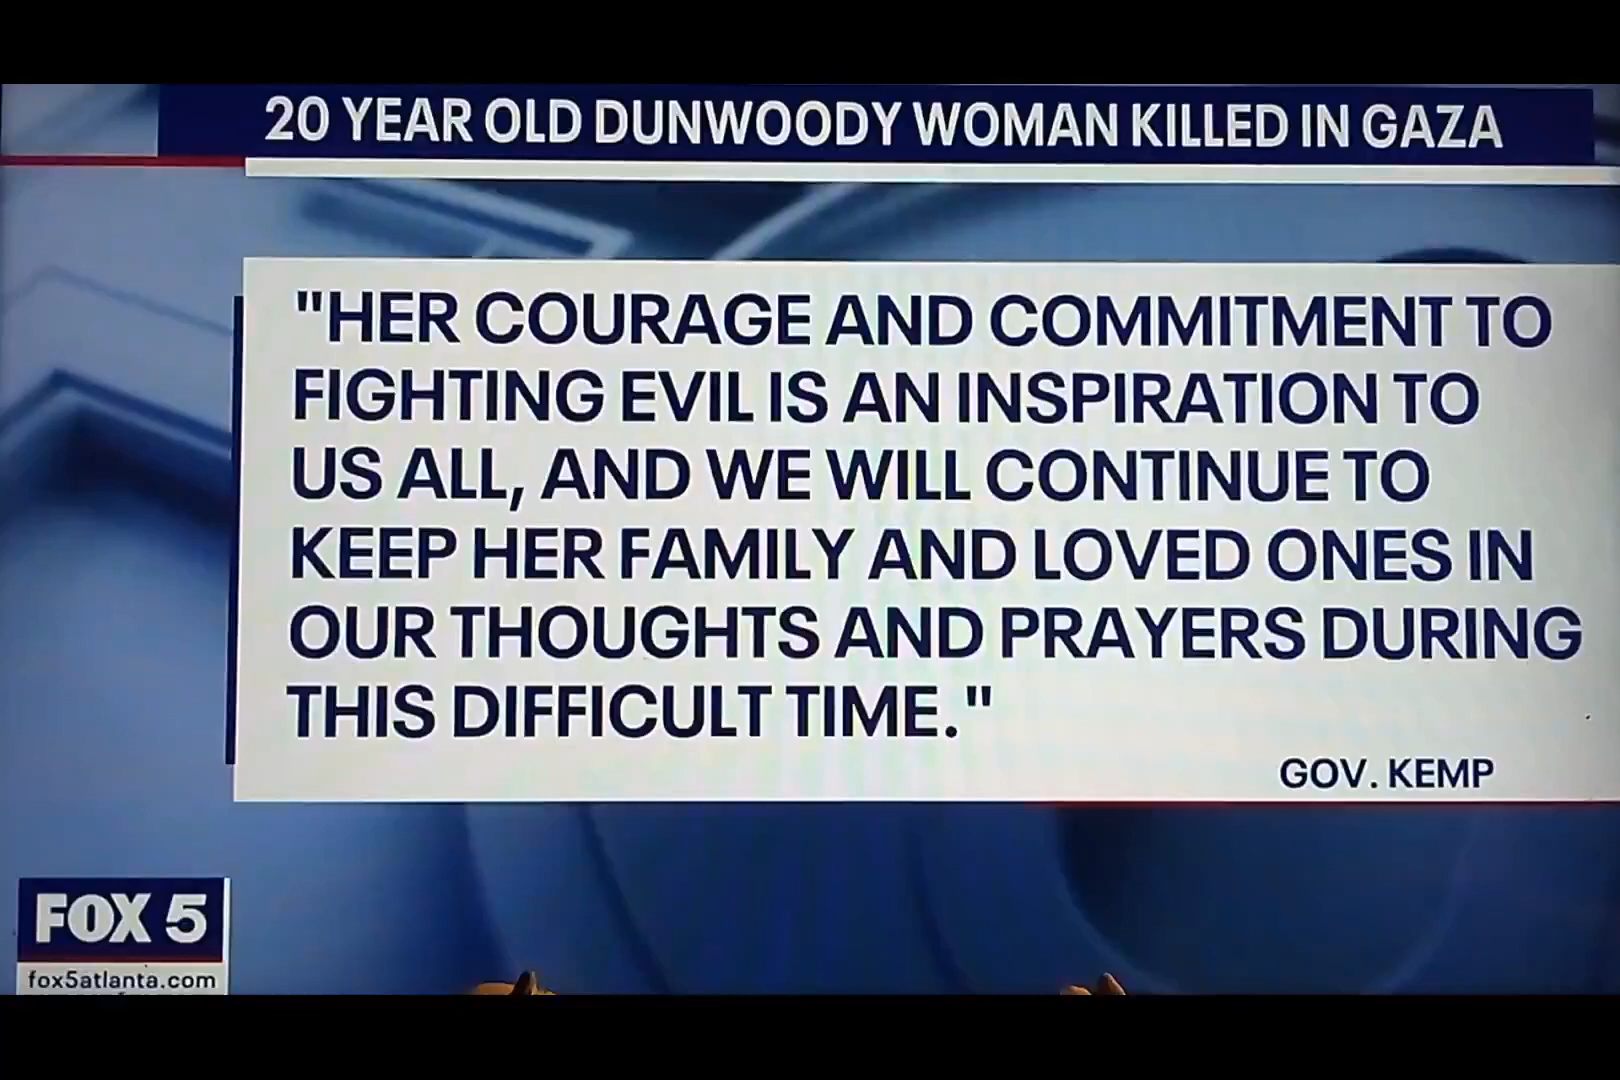 20 YEAR OLD DUNWOODY WOMAN KILLED IN GAZA
"HER COURAGE AND COMMITMENT TO
FIGHTING EVIL IS AN INSPIRATION TO
US ALL, AND WE WILL CONTINUE TO
KEEP HER FAMILY AND LOVED ONES IN
OUR THOUGHTS AND PRAYERS DURING
THIS DIFFICULT TIME."
GOV. KEMP
FOX 5
fox5atlanta.com